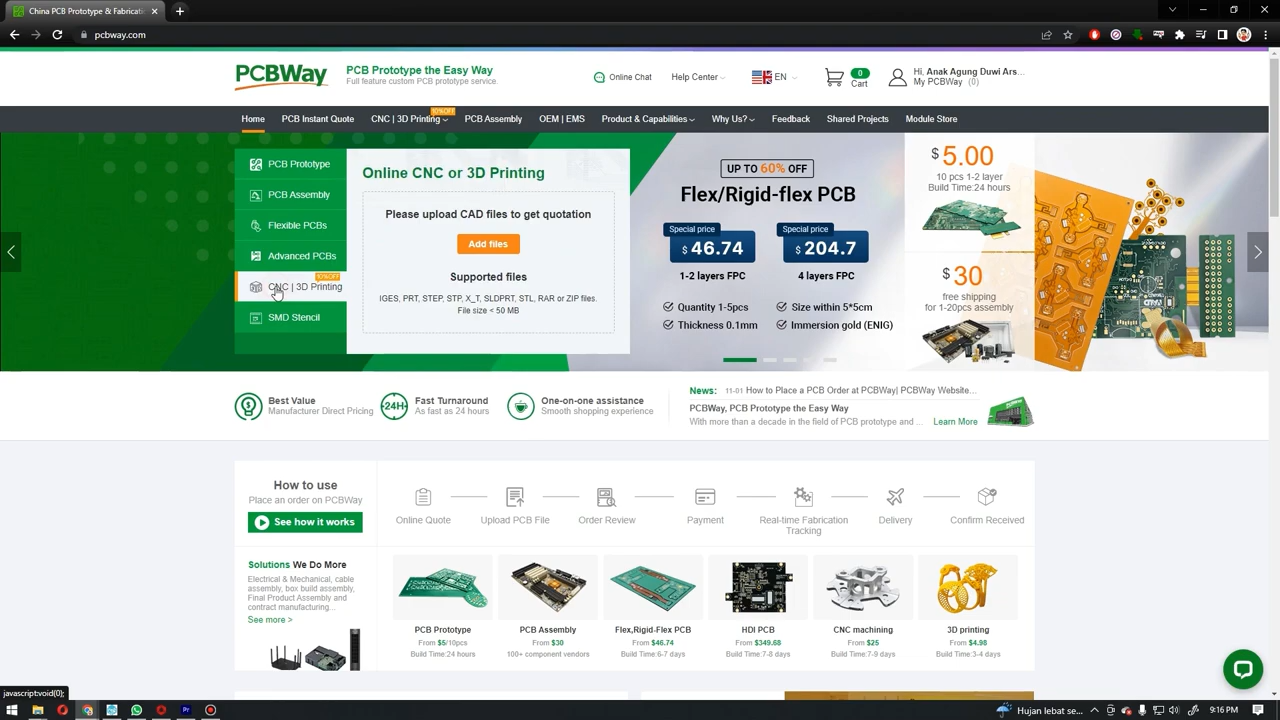 China PCB Prototype & Fabricat
pcbway.com
PCBWay
PCB Prototype the Easy Way
Full feature custom PCB prototype service.
Online Chat
Help Center
EN
0
Cart
Hi, Anak Agung Duwi Ars...
My PCBWay (0)
Home
PCB Instant Quote
CNC | 3D Printing
10%OFF
PCB Assembly
OEM | EMS
Product & Capabilities
Why Us?
Feedback
Shared Projects
Module Store
PCB Prototype
PCB Assembly
Flexible PCBs
Advanced PCBs
10%OFF
CNC | 3D Printing
SMD Stencil
Online CNC or 3D Printing
Please upload CAD files to get quotation
Add files
Supported files
IGES, PRT, STEP, STP, X_T, SLDPRT, STL, RAR or ZIP files.
File size < 50 MB
UP TO 60% OFF
Flex/Rigid-flex PCB
Special price
$ 46.74
1-2 layers FPC
Special price
$ 204.7
4 layers FPC
Quantity 1-5pcs
Size within 5*5cm
Thickness 0.1mm
Immersion gold (ENIG)
$ 5.00
10 pcs 1-2 layer
Build Time:24 hours
$ 30
free shipping
for 1-20pcs assembly
Best Value
Manufacturer Direct Pricing
24H
Fast Turnaround
As fast as 24 hours
One-on-one assistance
Smooth shopping experience
News:
11-01 How to Place a PCB Order at PCBWay| PCBWay Website...
PCBWay, PCB Prototype the Easy Way
With more than a decade in the field of PCB prototype and ...
Learn More
How to use
Place an order on PCBWay
See how it works
Online Quote
Upload PCB File
Order Review
Payment
Real-time Fabrication
Tracking
Delivery
Confirm Received
Solutions We Do More
Electrical & Mechanical, cable
assembly, box build assembly,
Final Product Assembly and
contract manufacturing...
See more >
PCB Prototype
From $5/10pcs
Build Time:24 hours
PCB Assembly
From $30
100+ component vendors
Flex,Rigid-Flex PCB
From $46.74
Build Time:6-7 days
HDI PCB
From $349.68
Build Time:7-8 days
CNC machining
From $25
Build Time:7-9 days
3D printing
From $4.98
Build Time:3-4 days
javascript:void(0);
Hujan lebat se...
9:16 PM